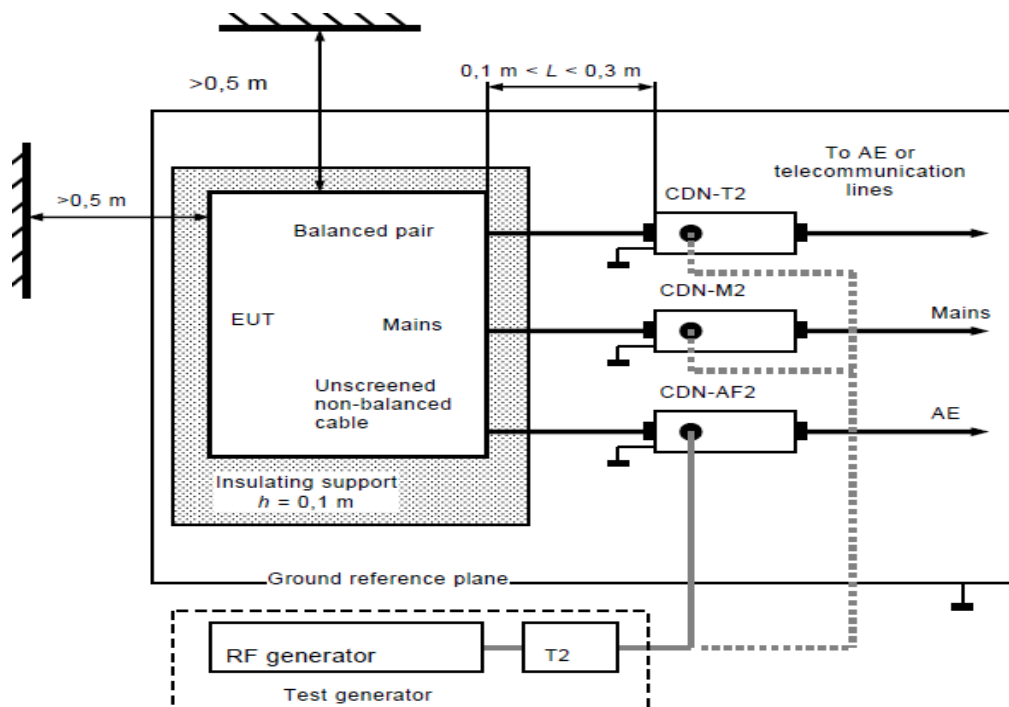 0,1 m < L < 0,3 m
>0,5 m
To AE or
telecommunication
lines
>0,5 m
CDN-T2
Balanced pair
CDN-M2
EUT
Mains
Mains
Unscreened
non-balanced
cable
CDN-AF2
AE
Insulating support
h = 0,1 m
Ground reference plane
RF generator
T2
Test generator